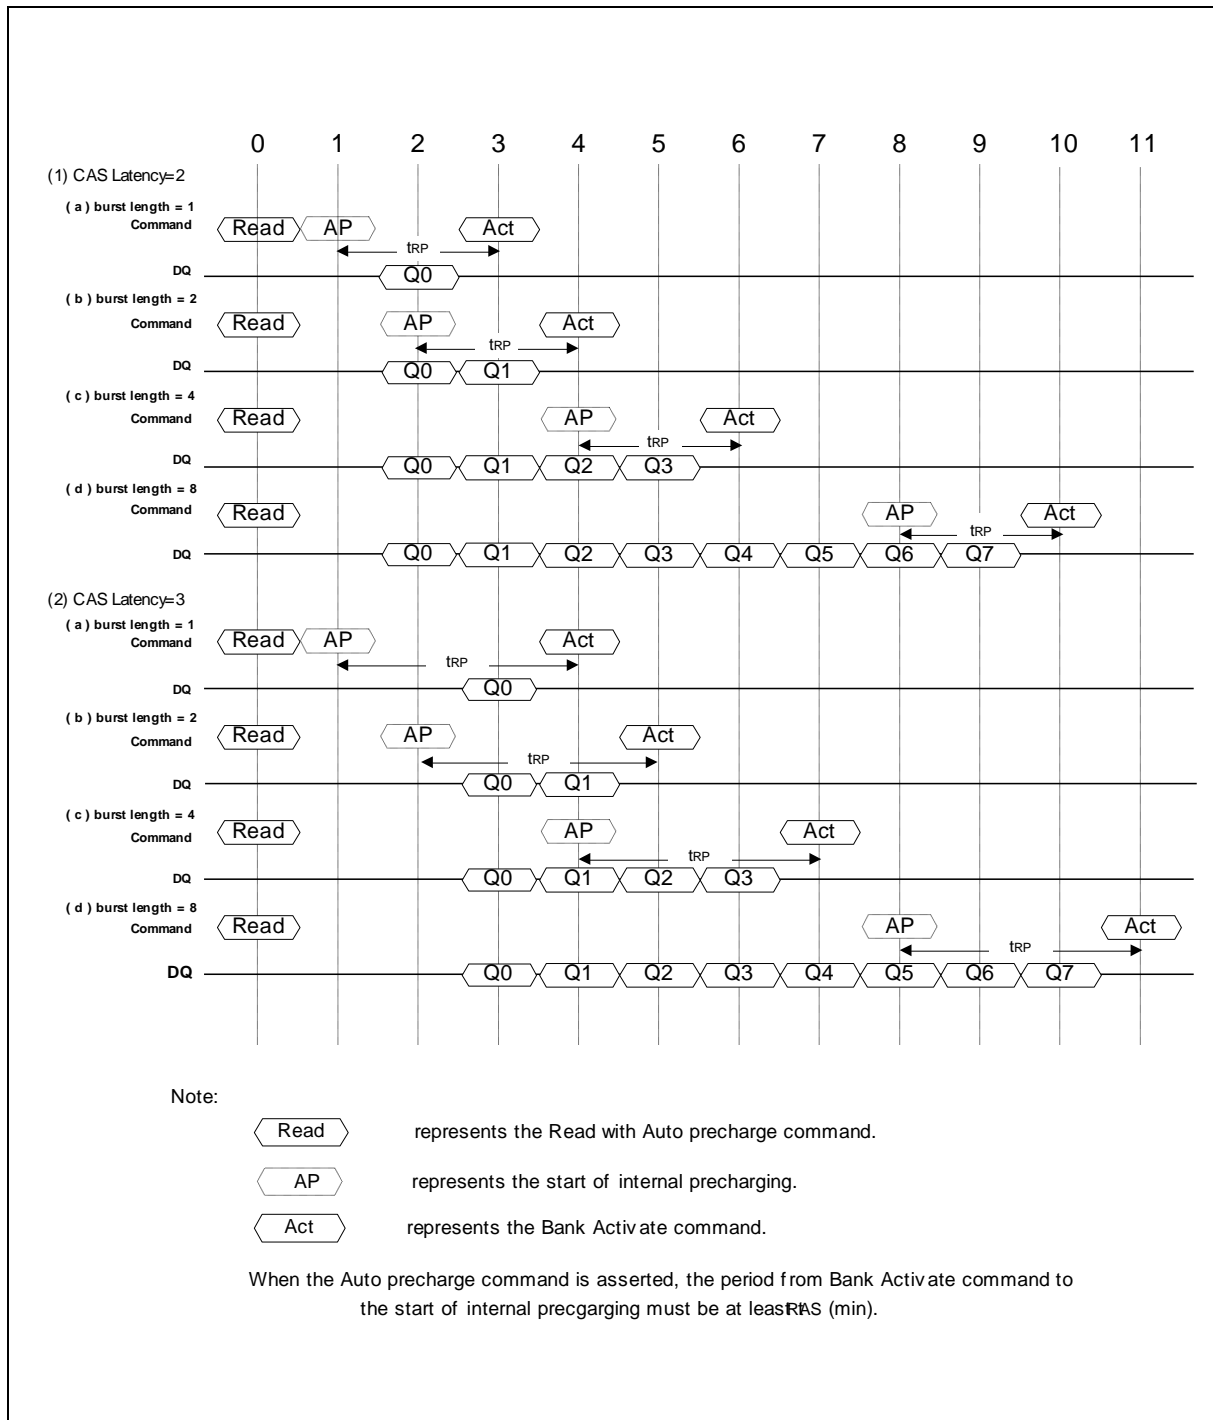 0 1 2 3 4 5 6 7 8 9 10 11
(1) CAS Latency=2
( a ) burst length = 1
Command Read AP Act
tRP
DQ Q0
( b ) burst length = 2
Command Read AP Act
tRP
DQ Q0 Q1
( c ) burst length = 4
Command Read AP Act
tRP
DQ Q0 Q1 Q2 Q3
( d ) burst length = 8
Command Read AP Act
tRP
DQ Q0 Q1 Q2 Q3 Q4 Q5 Q6 Q7
(2) CAS Latency=3
( a ) burst length = 1
Command Read AP Act
tRP
DQ Q0
( b ) burst length = 2
Command Read AP Act
tRP
DQ Q0 Q1
( c ) burst length = 4
Command Read AP Act
tRP
DQ Q0 Q1 Q2 Q3
( d ) burst length = 8
Command Read AP Act
tRP
DQ Q0 Q1 Q2 Q3 Q4 Q5 Q6 Q7
Note:
Read represents the Read with Auto precharge command.
AP represents the start of internal precharging.
Act represents the Bank Activate command.
When the Auto precharge command is asserted, the period from Bank Activate command to
the start of internal precgarging must be at least tRAS (min).